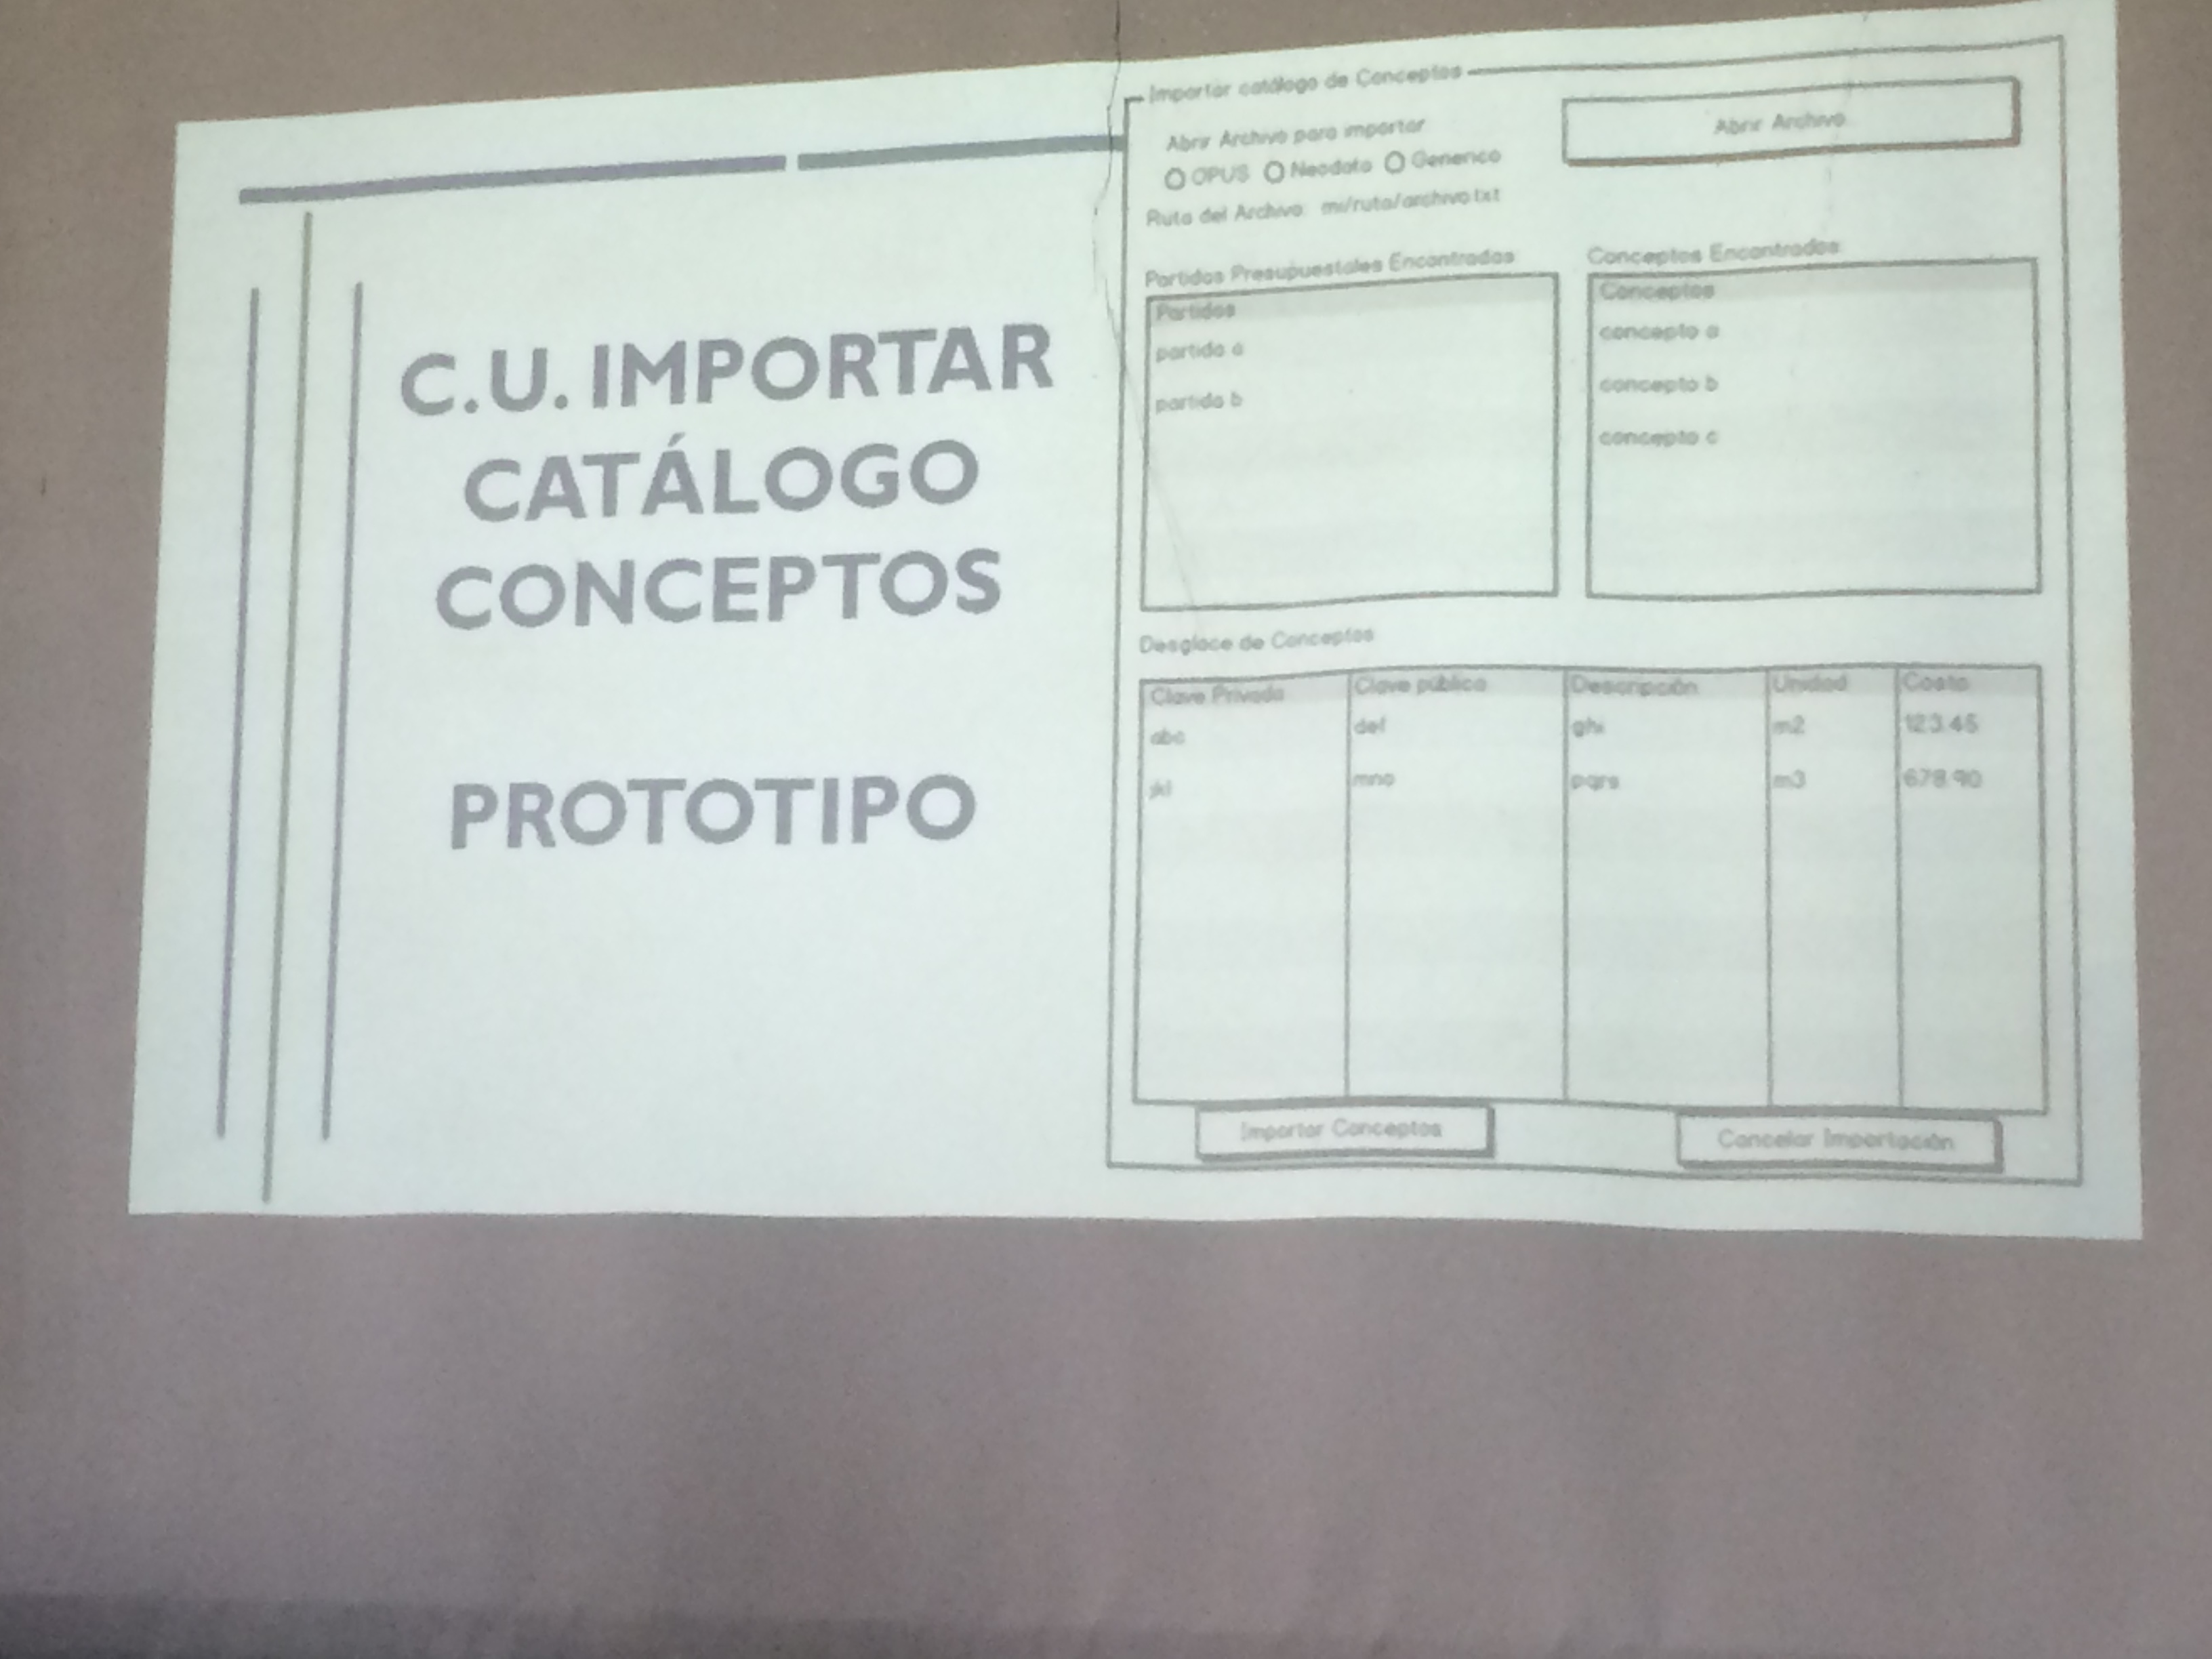 C.U. IMPORTAR
CATÁLOGO
CONCEPTOS
PROTOTIPO
Importar catálogo de Conceptos
Abrir Archivo para importar
OPUS Neodata Generico
Abrir Archivo
Ruta del Archivo: mi/ruta/archivo.txt
Partidas Presupuestales Encontradas
Partidas
partida a
partida b
Conceptos Encontrados
Conceptos
concepto a
concepto b
concepto c
Desgloce de Conceptos
Clave Privada Clave pública Descripción Unidad Costo
abc def ghi m2 123.45
jkl mno pqrs m3 678.90
Importar Conceptos Cancelar Importación